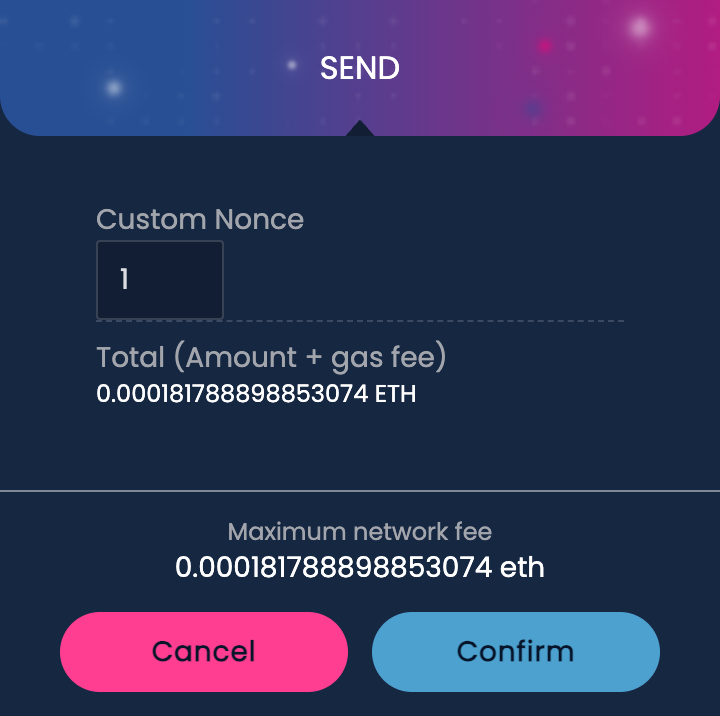 SEND
Custom Nonce
1
Total (Amount + gas fee)
0.000181788898853074 ETH
Maximum network fee
0.000181788898853074 eth
Cancel
Confirm